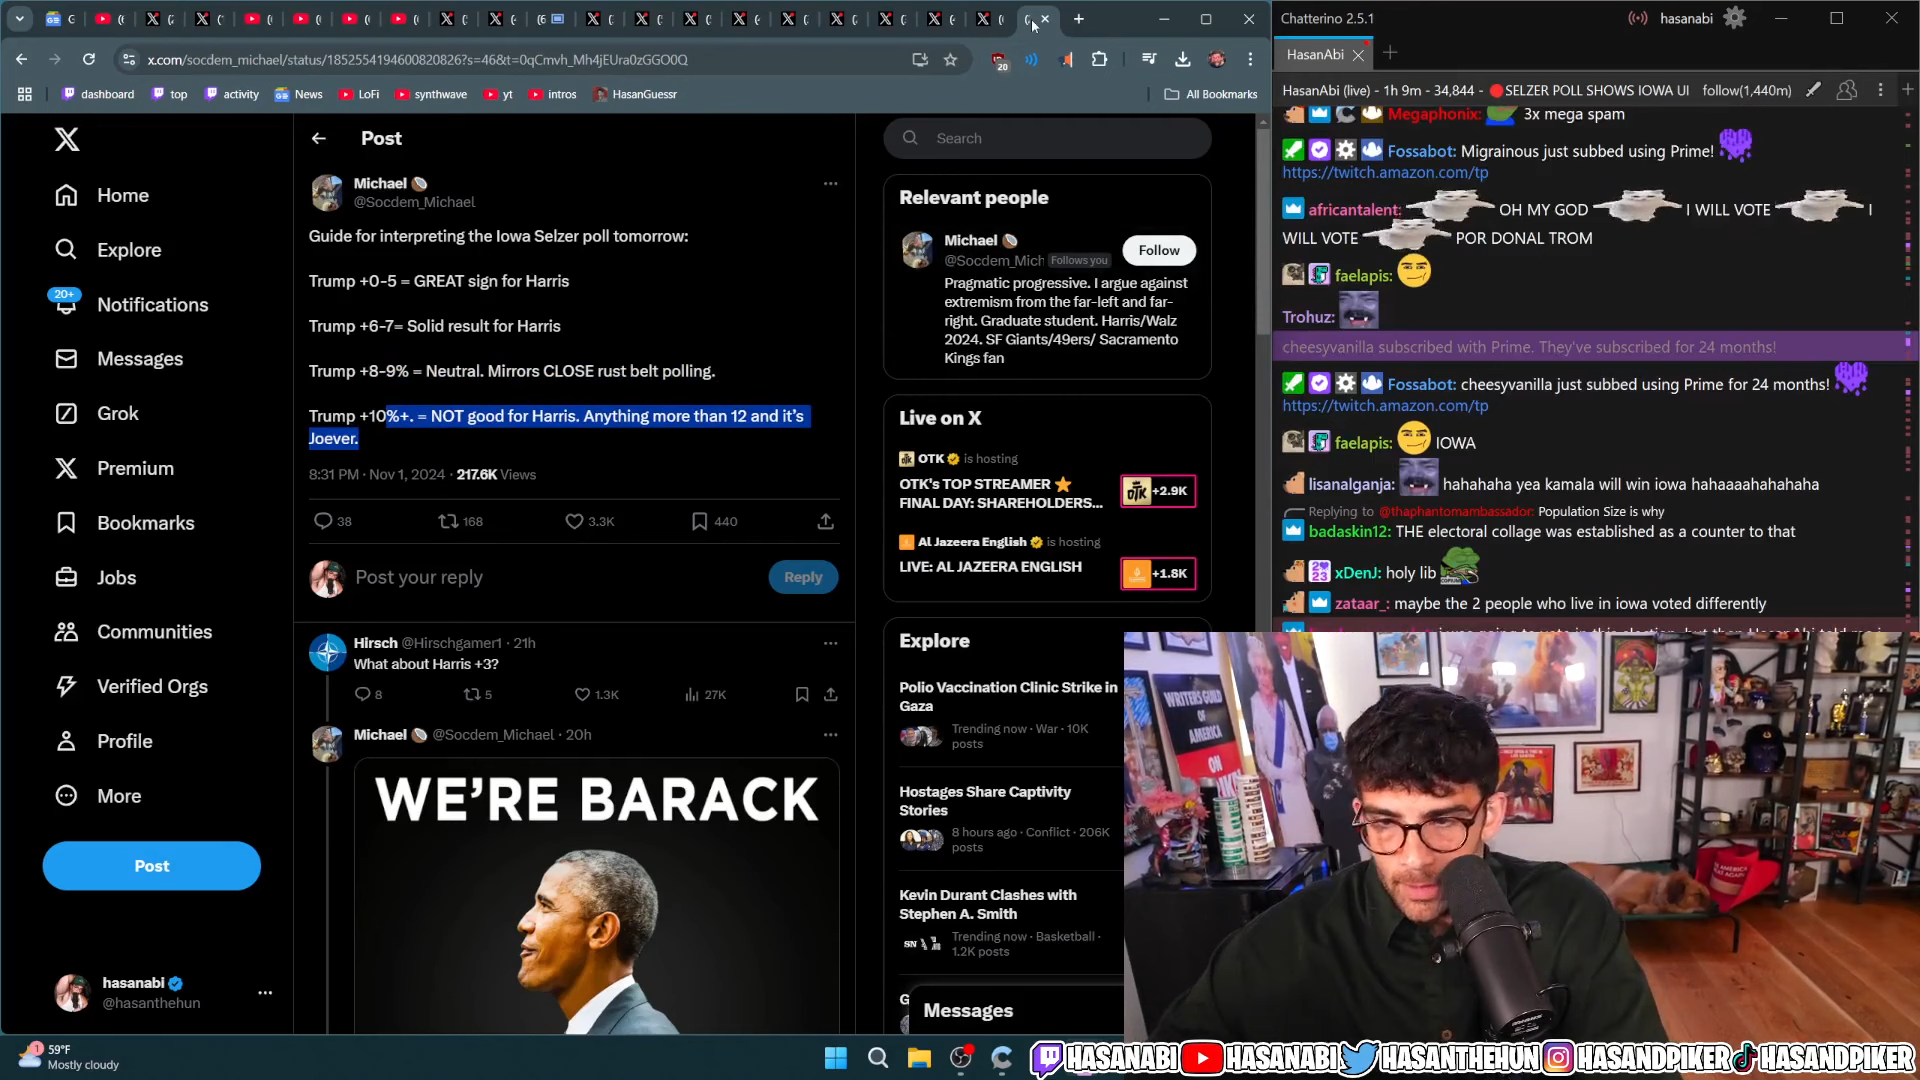 x.com/socdem_michael/status/1852554194600820826?s=46&t=0qCmvh_Mh4jEUra0zGGO0Q
20
dashboard
top
activity
News
LoFi
synthwave
yt
intros
HasanGuessr
All Bookmarks
Home
Explore
20+
Notifications
Messages
Grok
Premium
Bookmarks
Jobs
Communities
Verified Orgs
Profile
More
Post
hasanabi
@hasanthehun
Post
Michael
@Socdem_Michael
Guide for interpreting the Iowa Selzer poll tomorrow:
Trump +0-5 = GREAT sign for Harris
Trump +6-7= Solid result for Harris
Trump +8-9% = Neutral. Mirrors CLOSE rust belt polling.
Trump +10%+. = NOT good for Harris. Anything more than 12 and it's
Joever.
8:31 PM · Nov 1, 2024 · 217.6K Views
38
168
3.3K
440
Post your reply
Reply
Hirsch @Hirschgamer1 · 21h
What about Harris +3?
8
5
1.3K
27K
Michael @Socdem_Michael · 20h
WE'RE BARACK
Search
Relevant people
Michael
@Socdem_Mich Follows you
Follow
Pragmatic progressive. I argue against
extremism from the far-left and far-
right. Graduate student. Harris/Walz
2024. SF Giants/49ers/ Sacramento
Kings fan
Live on X
OTK is hosting
OTK's TOP STREAMER
FINAL DAY: SHAREHOLDERS...
+2.9K
Al Jazeera English is hosting
LIVE: AL JAZEERA ENGLISH
+1.8K
Explore
Polio Vaccination Clinic Strike in
Gaza
Trending now · War · 10K
posts
Hostages Share Captivity
Stories
8 hours ago · Conflict · 206K
posts
Kevin Durant Clashes with
Stephen A. Smith
Trending now · Basketball ·
1.2K posts
Messages
Chatterino 2.5.1
hasanabi
HasanAbi
HasanAbi (live) - 1h 9m - 34,844 - SELZER POLL SHOWS IOWA UI
follow(1,440m)
Megaphonix: 3x mega spam
Fossabot: Migrainous just subbed using Prime!
https://twitch.amazon.com/tp
africantalent: OH MY GOD I WILL VOTE I
WILL VOTE POR DONAL TROM
faelapis:
Trohuz:
cheesyvanilla subscribed with Prime. They've subscribed for 24 months!
Fossabot: cheesyvanilla just subbed using Prime for 24 months!
https://twitch.amazon.com/tp
faelapis: IOWA
lisanalganja: hahahaha yea kamala will win iowa hahaaaahahahaha
Replying to @thaphantomambassador: Population Size is why
badaskin12: THE electoral collage was established as a counter to that
xDenJ: holy lib
zataar_: maybe the 2 people who live in iowa voted differently
WRITERS GUILD
OF
AMERICA
ON
59°F
Mostly cloudy
HASANABI HASANABI HASANTHEHUN HASANDPIKER HASANDPIKER